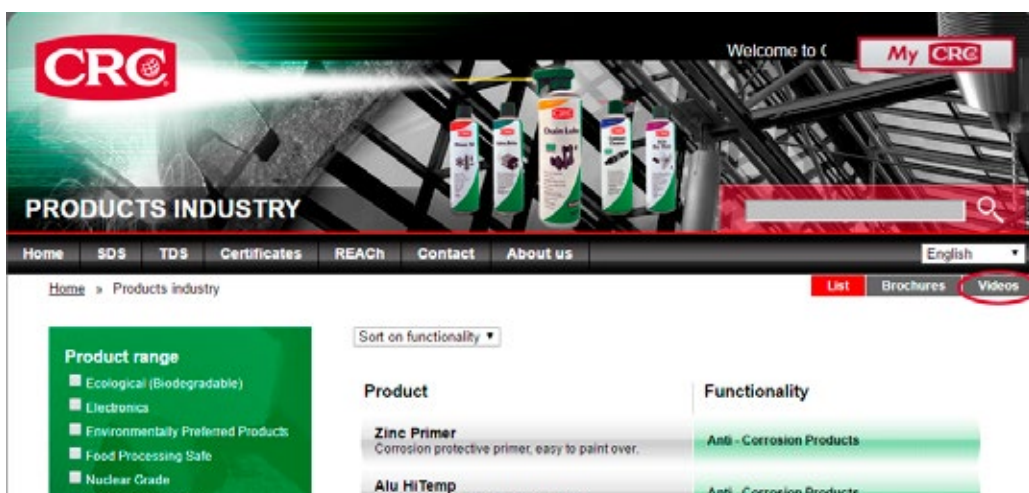 CRC
Welcome to
My CRC
CRC
Chain Lube
PRODUCTS INDUSTRY
Home SDS TDS Certificates REACh Contact About us English
Home » Products industry List Brochures Videos
Sort on functionality
Product range
Ecological (Biodegradable)
Electronics
Environmentally Preferred Products
Food Processing Safe
Nuclear Grade
Product Functionality
Zinc Primer
Corrosion protective primer, easy to paint over.
Anti - Corrosion Products
Alu HiTemp
Anti - Corrosion Products